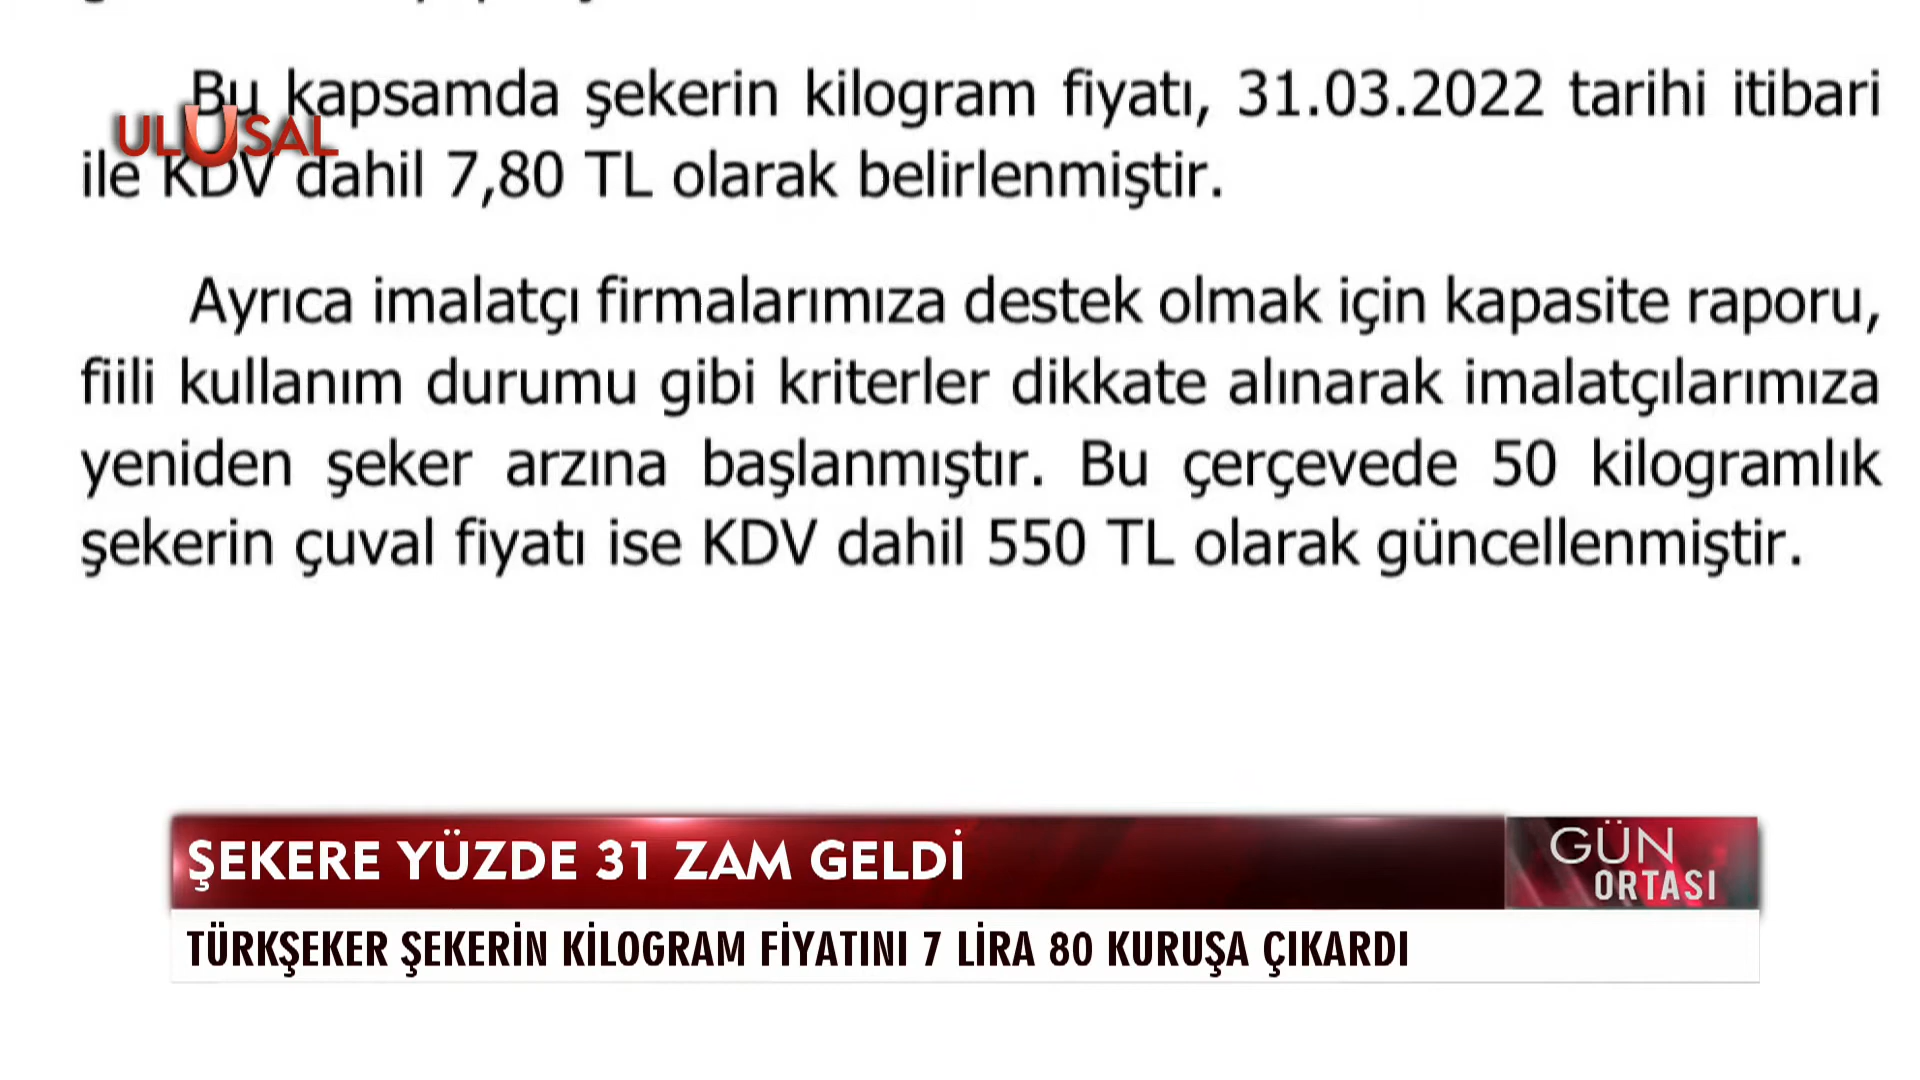 Bu kapsamda şekerin kilogram fiyatı, 31.03.2022 tarihi itibari
ULUSAL
ile KDV dahil 7,80 TL olarak belirlenmiştir.
Ayrıca imalatçı firmalarımıza destek olmak için kapasite raporu,
fiili kullanım durumu gibi kriterler dikkate alınarak imalatçılarımıza
yeniden şeker arzına başlanmıştır. Bu çerçevede 50 kilogramlık
şekerin çuval fiyatı ise KDV dahil 550 TL olarak güncellenmiştir.
ŞEKERE YÜZDE 31 ZAM GELDİ
GÜN
ORTASI
TÜRKŞEKER ŞEKERİN KİLOGRAM FİYATINI 7 LİRA 80 KURUŞA ÇIKARDI